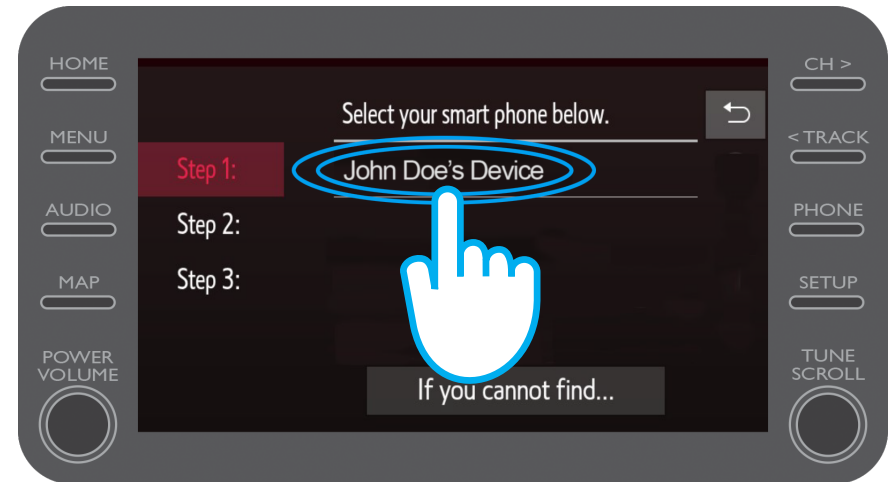 HOME
MENU
AUDIO
MAP
POWER
VOLUME
Select your smart phone below.
Step 1:
John Doe's Device
Step 2:
Step 3:
If you cannot find...
CH >
< TRACK
PHONE
SETUP
TUNE
SCROLL